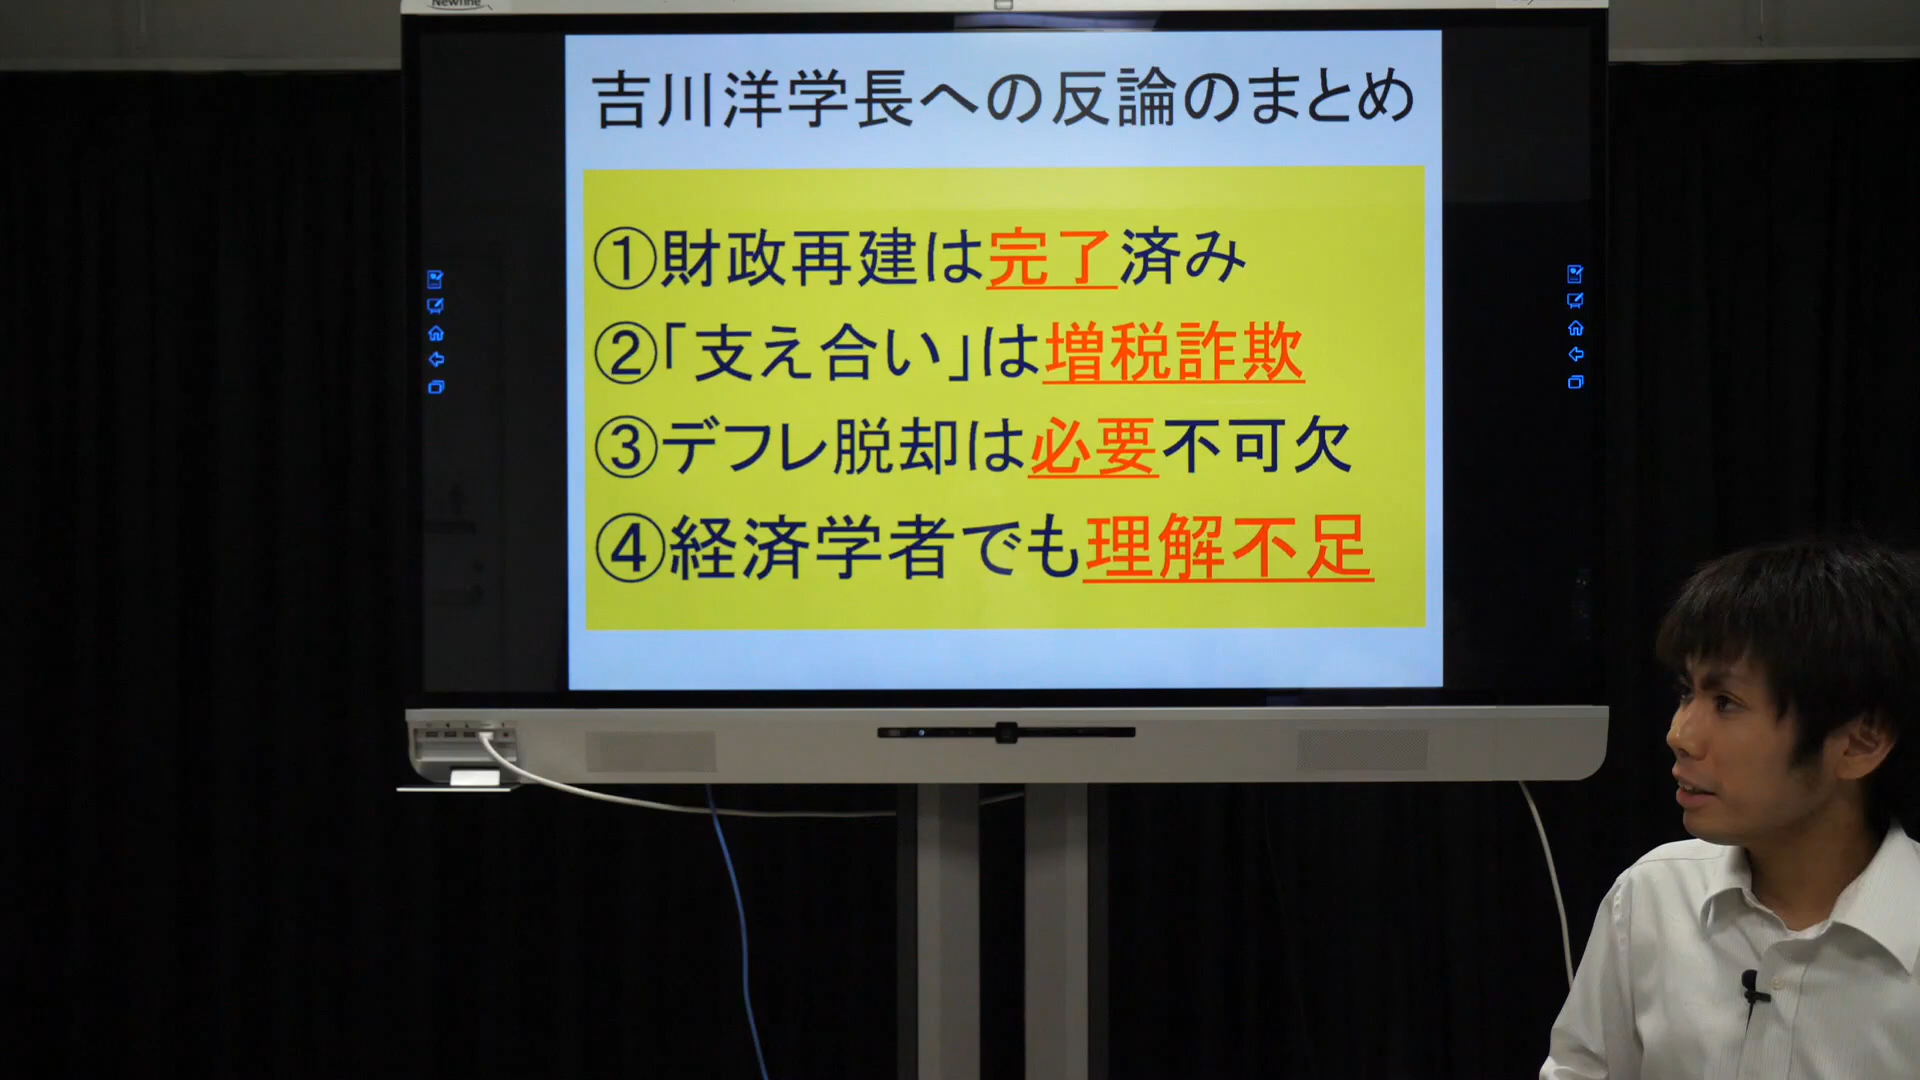 Newline
吉川洋学長への反論のまとめ
①財政再建は完了済み
②「支え合い」は増税詐欺
③デフレ脱却は必要不可欠
④経済学者でも理解不足